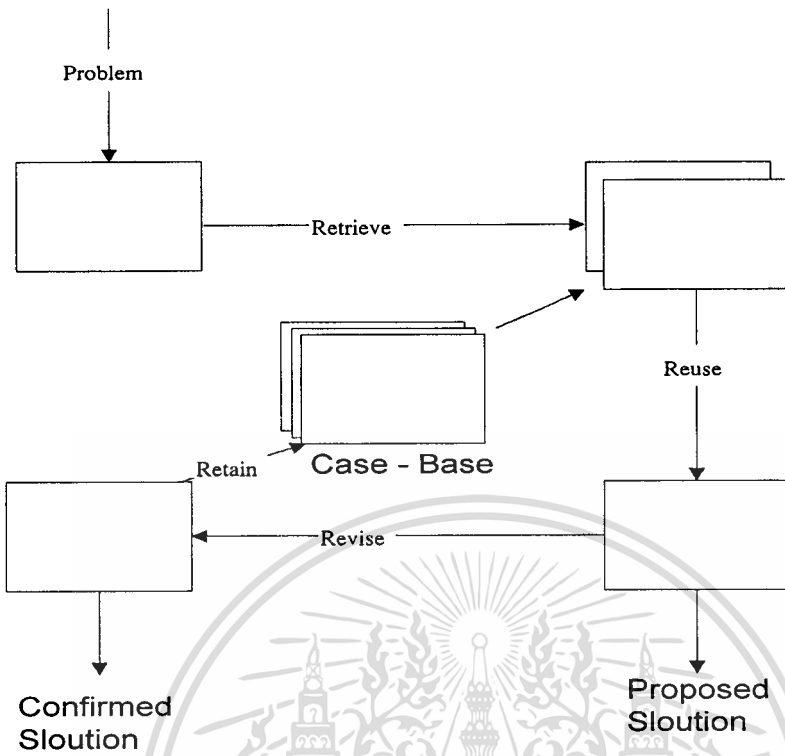 Problem
Retrieve
Reuse
Retain
Case - Base
Revise
Confirmed
Sloution
Proposed
Sloution